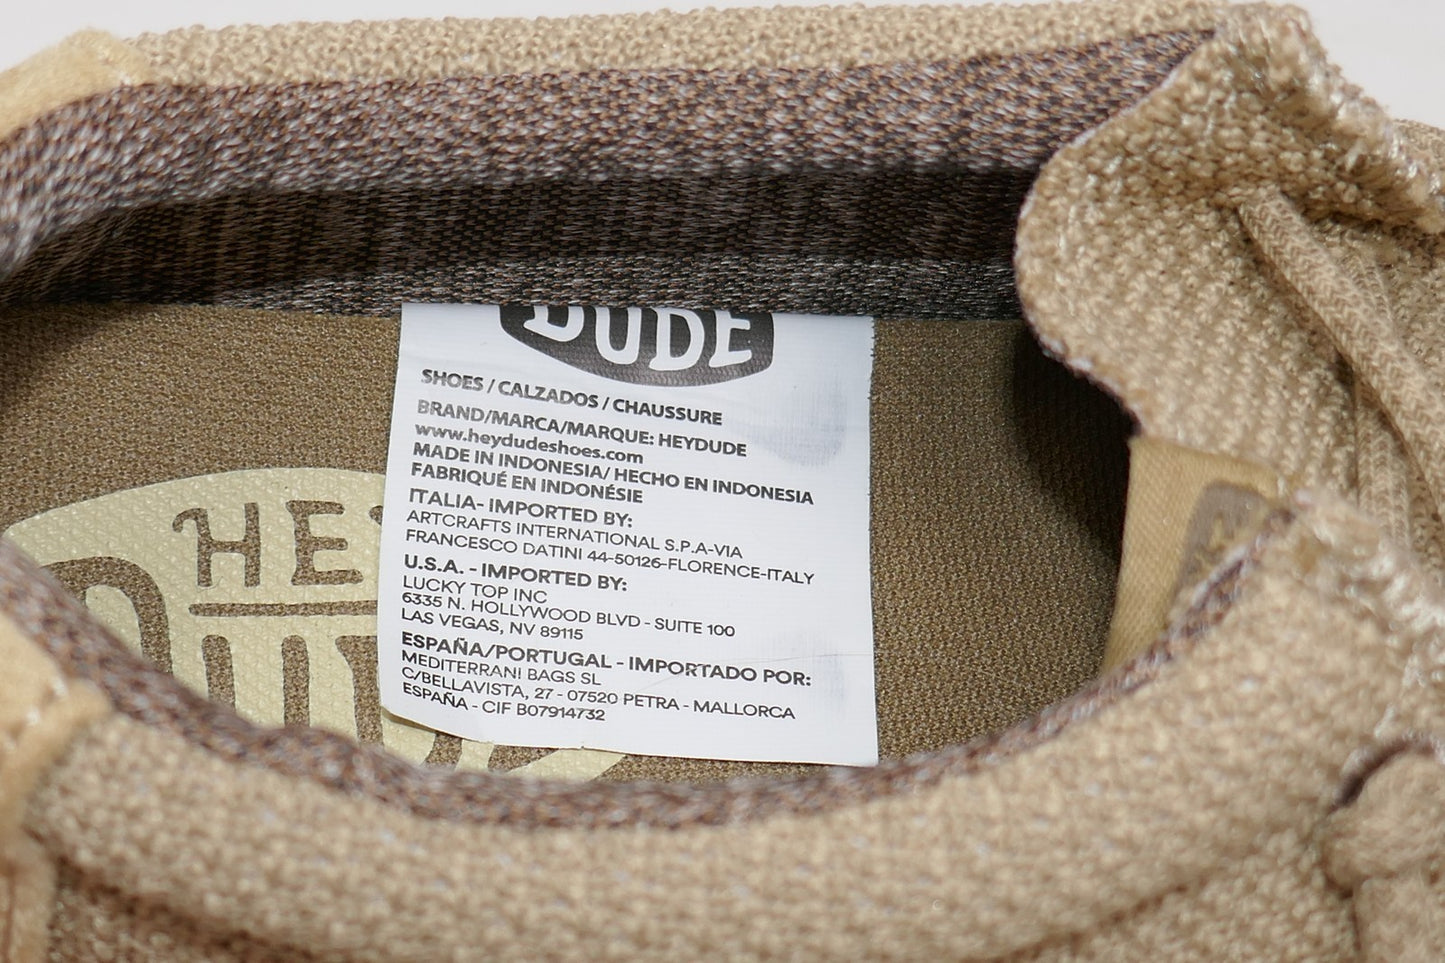 DUDE
SHOES / CALZADOS / CHAUSSURE
BRAND/MARCA/MARQUE: HEYDUDE
www.heydudeshoes.com
MADE IN INDONESIA/ HECHO EN INDONESIA
FABRIQUÉ EN INDONÉSIE
ITALIA- IMPORTED BY:
ARTCRAFTS INTERNATIONAL S.P.A-VIA
FRANCESCO DATINI 44-50126-FLORENCE-ITALY
U.S.A. - IMPORTED BY:
LUCKY TOP INC
6335 N. HOLLYWOOD BLVD - SUITE 100
LAS VEGAS, NV 89115
ESPAÑA/PORTUGAL - IMPORTADO POR:
MEDITERRANI BAGS SL
C/BELLAVISTA, 27 - 07520 PETRA - MALLORCA
ESPAÑA - CIF B07914732
HEY
DUD